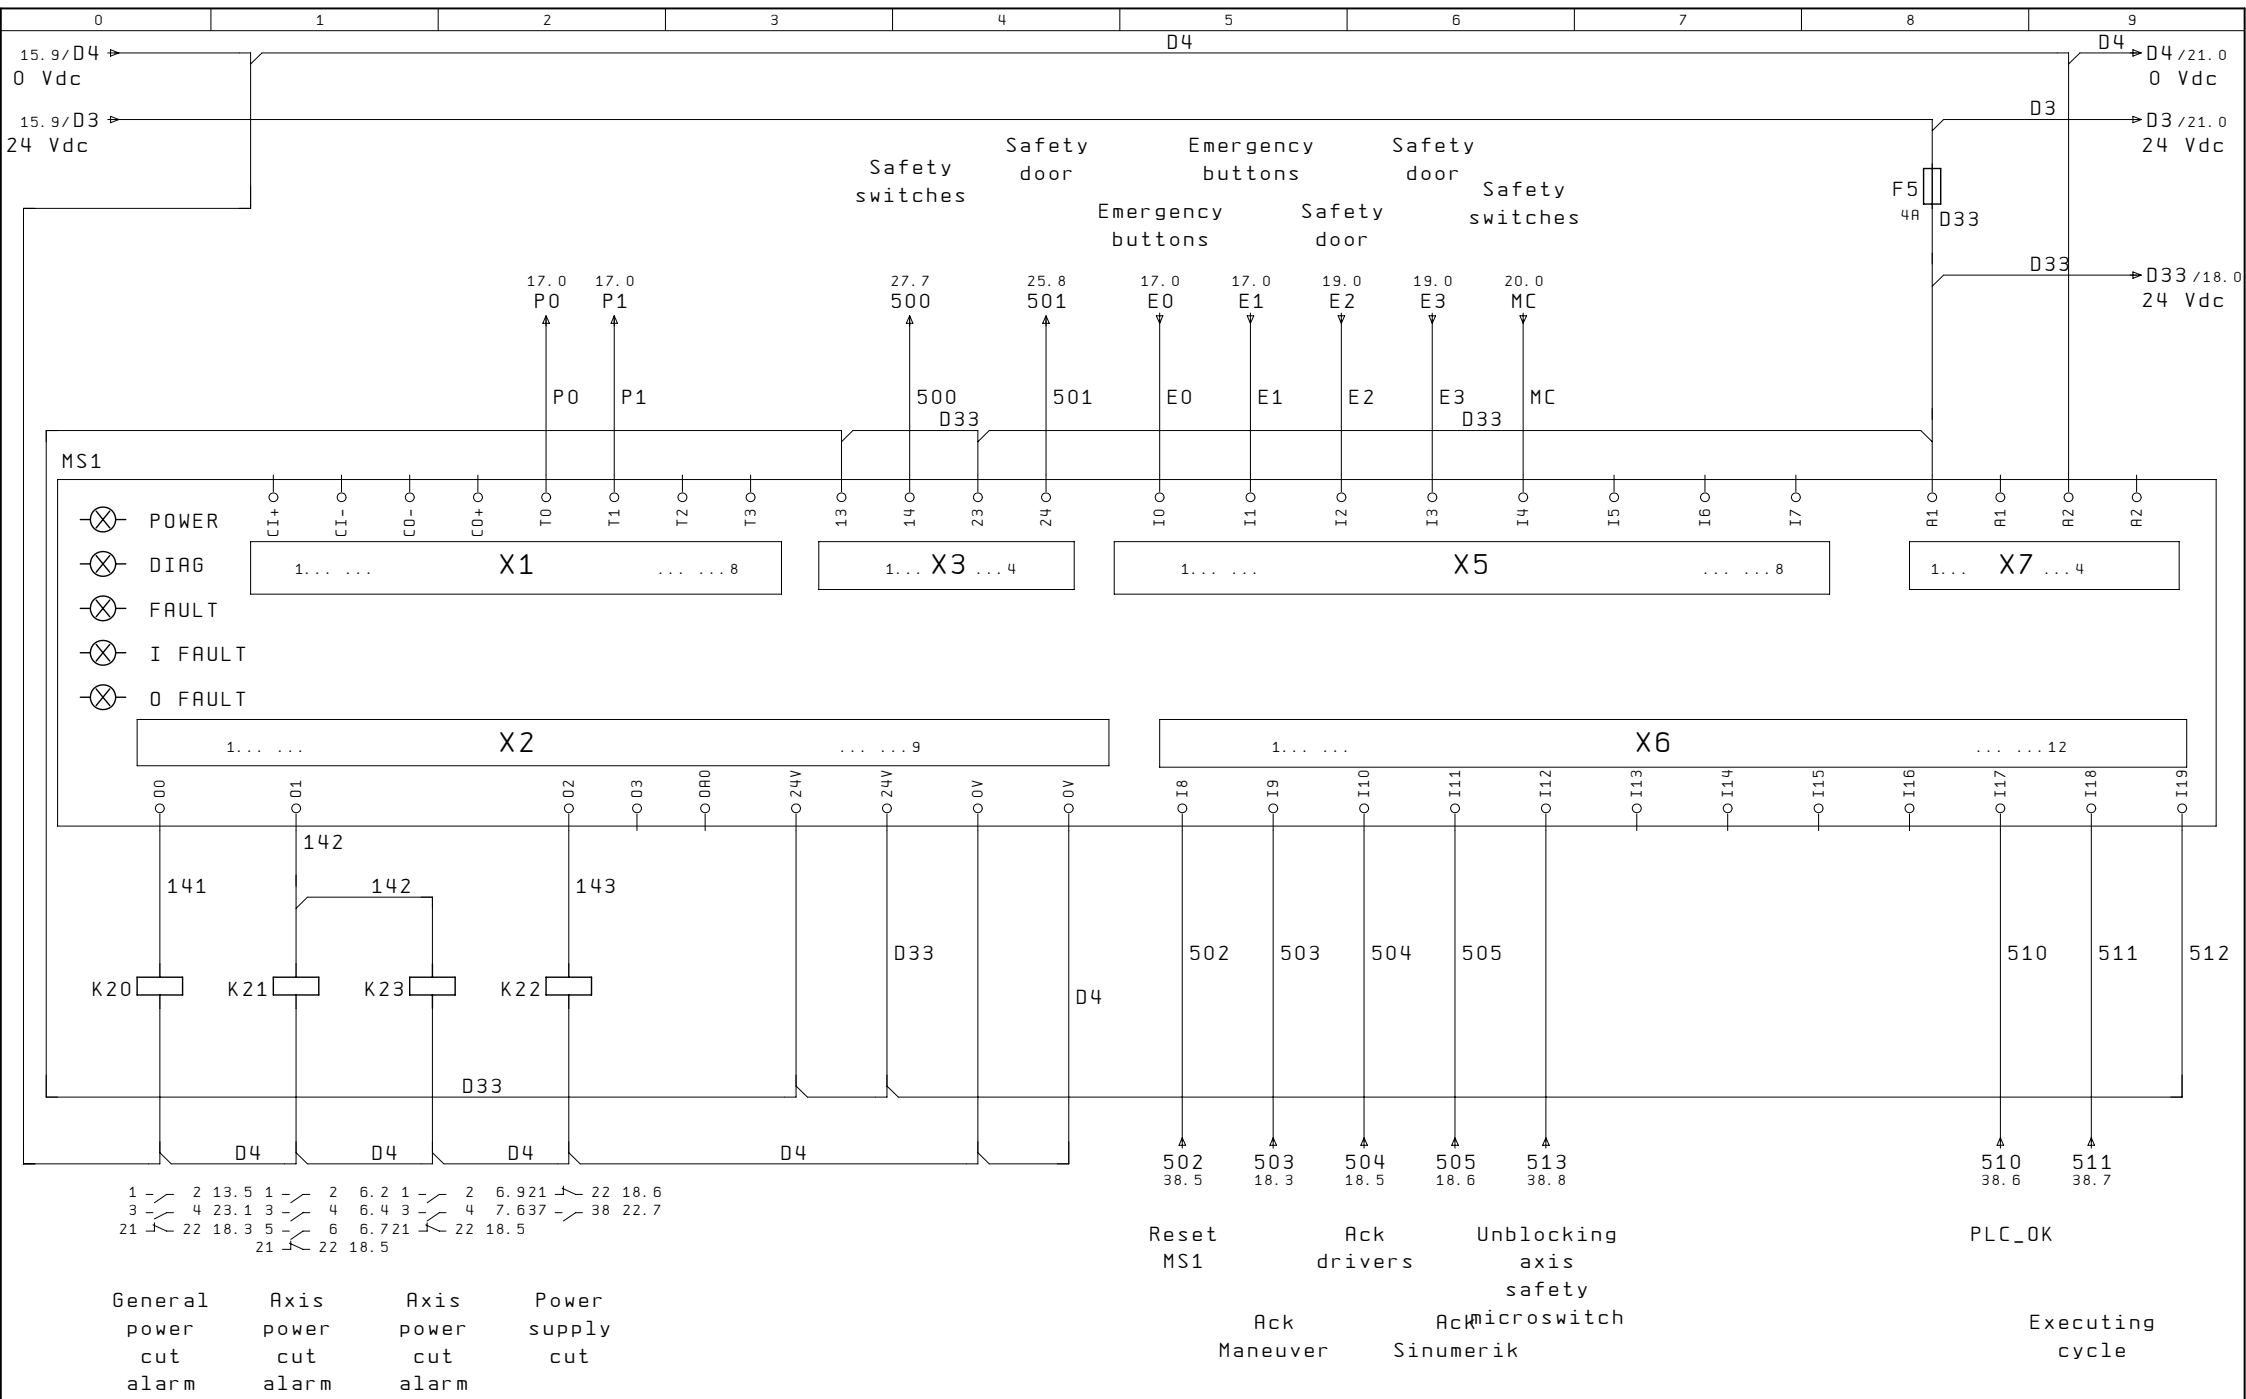 0 1 2 3 4 5 6 7 8 9
15.9/D4 D4 D4 D4/21.0
0 Vdc 0 Vdc
15.9/D3 D3 D3/21.0
24 Vdc 24 Vdc
Safety Emergency Safety
door buttons door
Safety
switches
Safety
switches
F5
4A D33
Emergency Safety
buttons door
D33 D33/18.0
24 Vdc
17.0 17.0 27.7 25.8 17.0 17.0 19.0 19.0 20.0
P0 P1 500 501 E0 E1 E2 E3 MC
P0 P1 500 501 E0 E1 E2 E3 MC
D33 D33
MS1
CI+ CI- CO- CO+ T0 T1 T2 T3 13 14 23 24 I0 I1 I2 I3 I4 I5 I6 I7 A1 A1 A2 A2
POWER
DIAG
1... ... X1 ... ...8 1... X3 ...4 1... ... X5 ... ...8 1... X7 ...4
FAULT
I FAULT
O FAULT
1... ... X2 ... ...9 1... ... X6 ... ...12
O0 O1 O2 O3 OA0 24V 24V 0V 0V I8 I9 I10 I11 I12 I13 I14 I15 I16 I17 I18 I19
142
141 142 143
D33 502 503 504 505 510 511 512
K20 K21 K23 K22
D4
D33
D4 D4 D4 D4
502 503 504 505 513 510 511
38.5 18.3 18.5 18.6 38.8 38.6 38.7
1 2 13.5 1 2 6.2 1 2 6.9 21 22 18.6
3 4 23.1 3 4 6.4 3 4 7.6 37 38 22.7
21 22 18.3 5 6 6.7 21 22 18.5
21 22 18.5
Reset Ack Unblocking PLC_OK
MS1 drivers axis
safety
microswitch
General Axis Axis Power
power power power supply
cut cut cut cut
alarm alarm alarm
Ack Ack Executing
Maneuver Sinumerik cycle